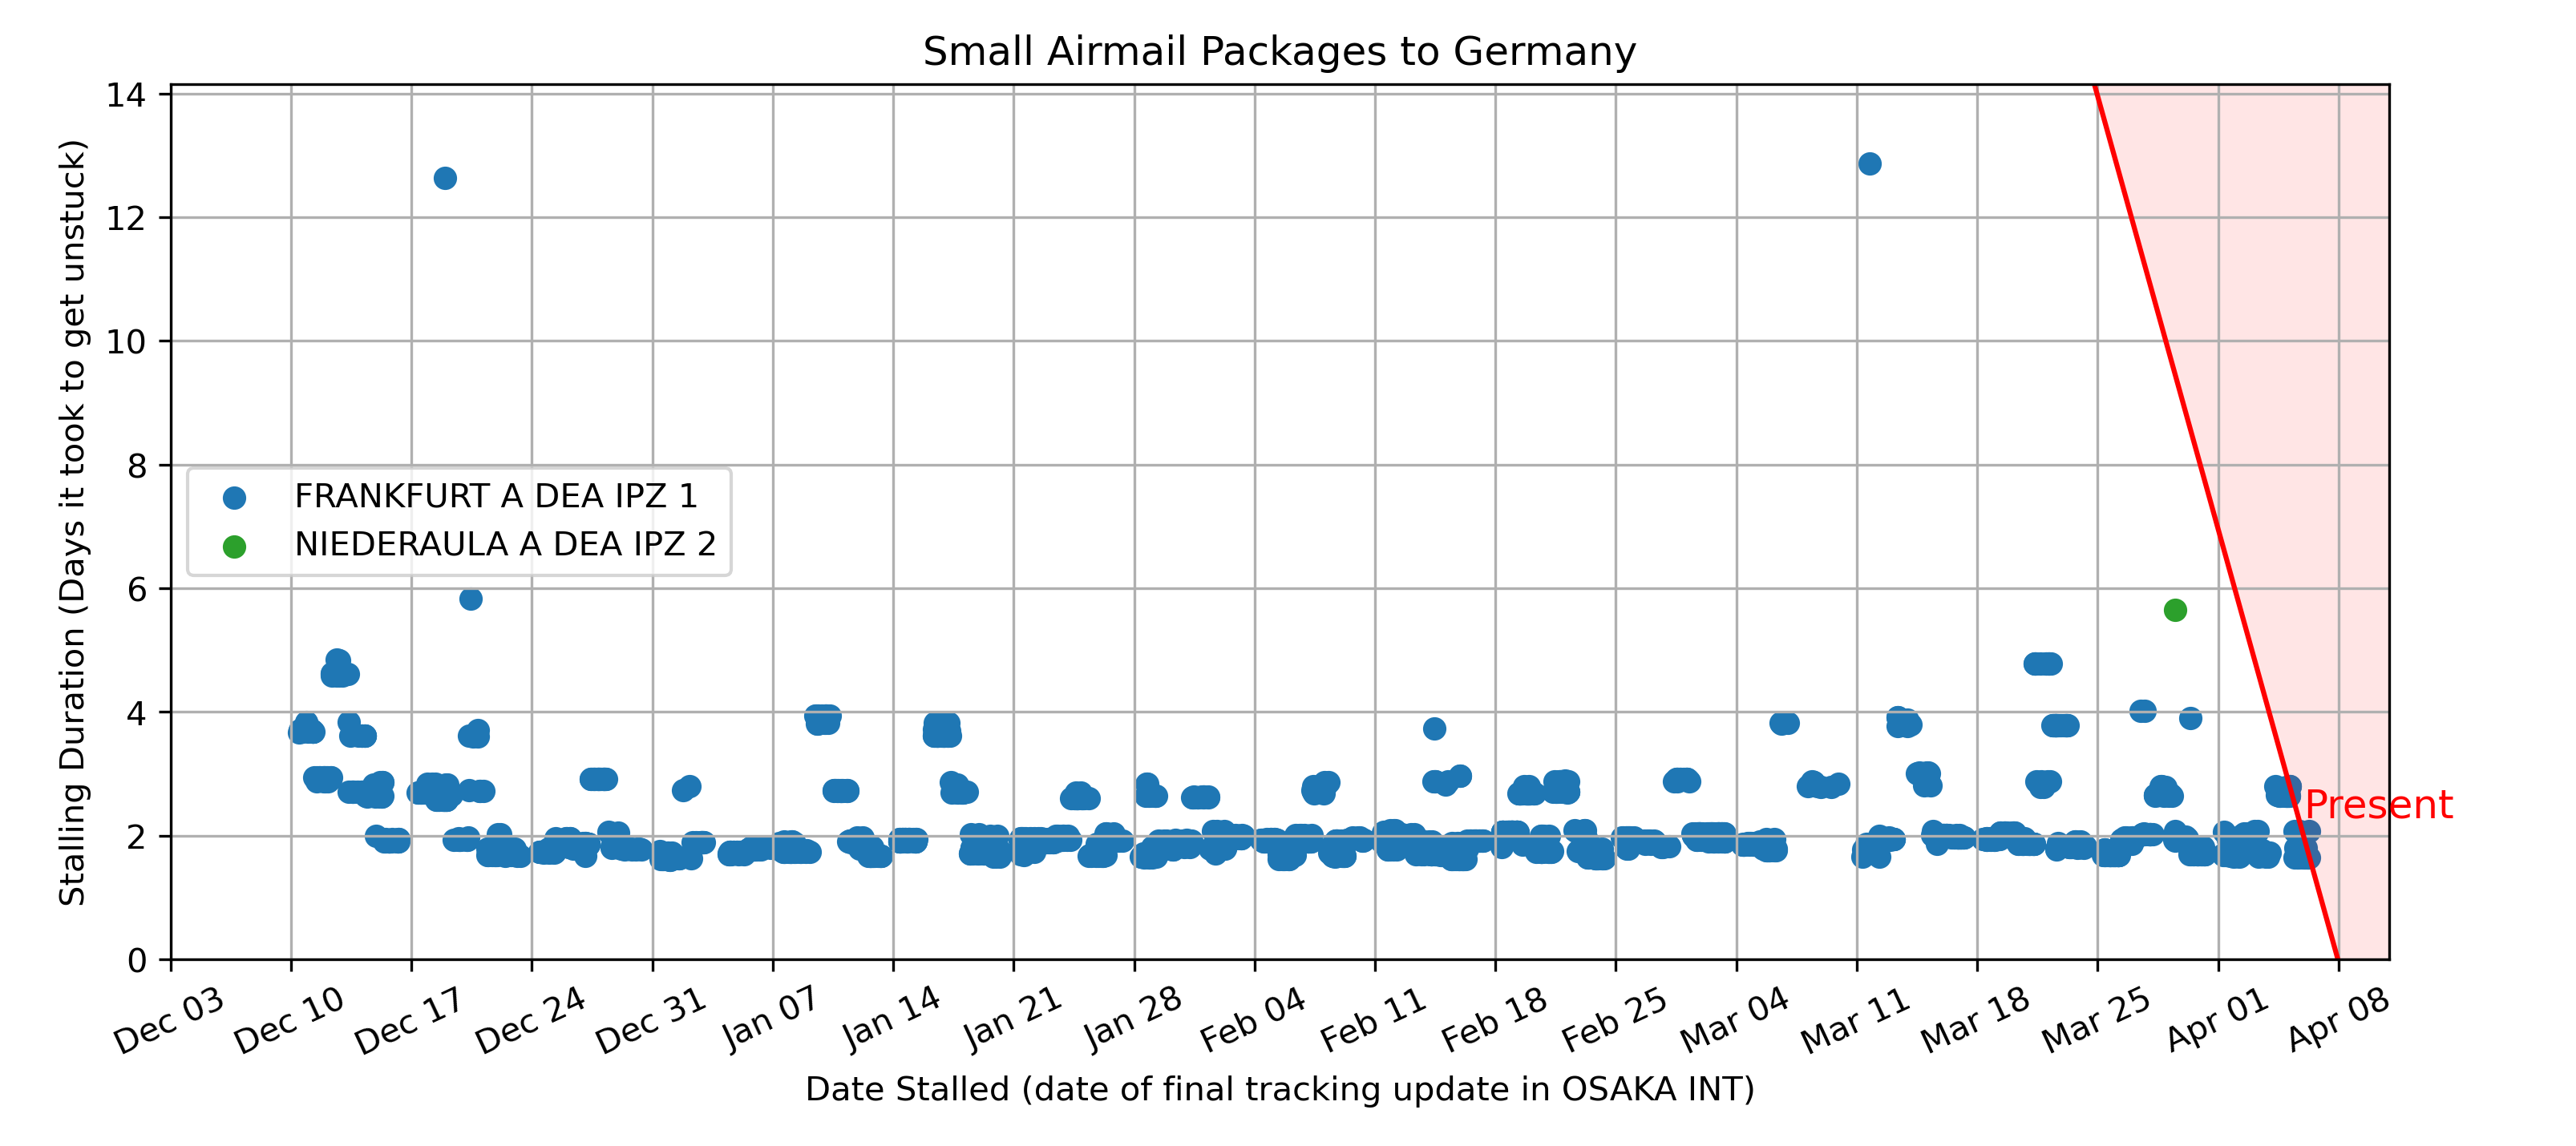 Small Airmail Packages to Germany
Stalling Duration (Days it took to get unstuck)
14
12
10
8
6
4
2
0
FRANKFURT A DEA IPZ 1
NIEDERAULA A DEA IPZ 2
Present
Dec 03
Dec 10
Dec 17
Dec 24
Dec 31
Jan 07
Jan 14
Jan 21
Jan 28
Feb 04
Feb 11
Feb 18
Feb 25
Mar 04
Mar 11
Mar 18
Mar 25
Apr 01
Apr 08
Date Stalled (date of final tracking update in OSAKA INT)